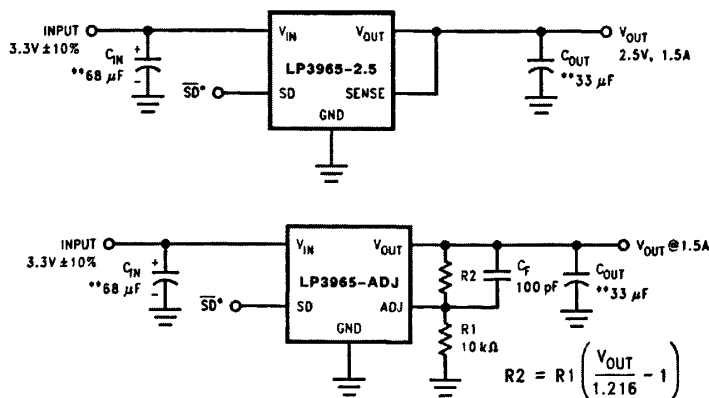 INPUT
3.3V ±10%
+
C_IN
**68 μF
-
SD*
V_IN
V_OUT
LP3965-2.5
SD
SENSE
GND
C_OUT
**33 μF
V_OUT
2.5V, 1.5A
INPUT
3.3V ±10%
+
C_IN
**68 μF
-
SD*
V_IN
V_OUT
LP3965-ADJ
SD
ADJ
GND
R2
C_F
100 pF
R1
10 kΩ
C_OUT
**33 μF
V_OUT @1.5A
R2 = R1 (V_OUT / 1.216 - 1)